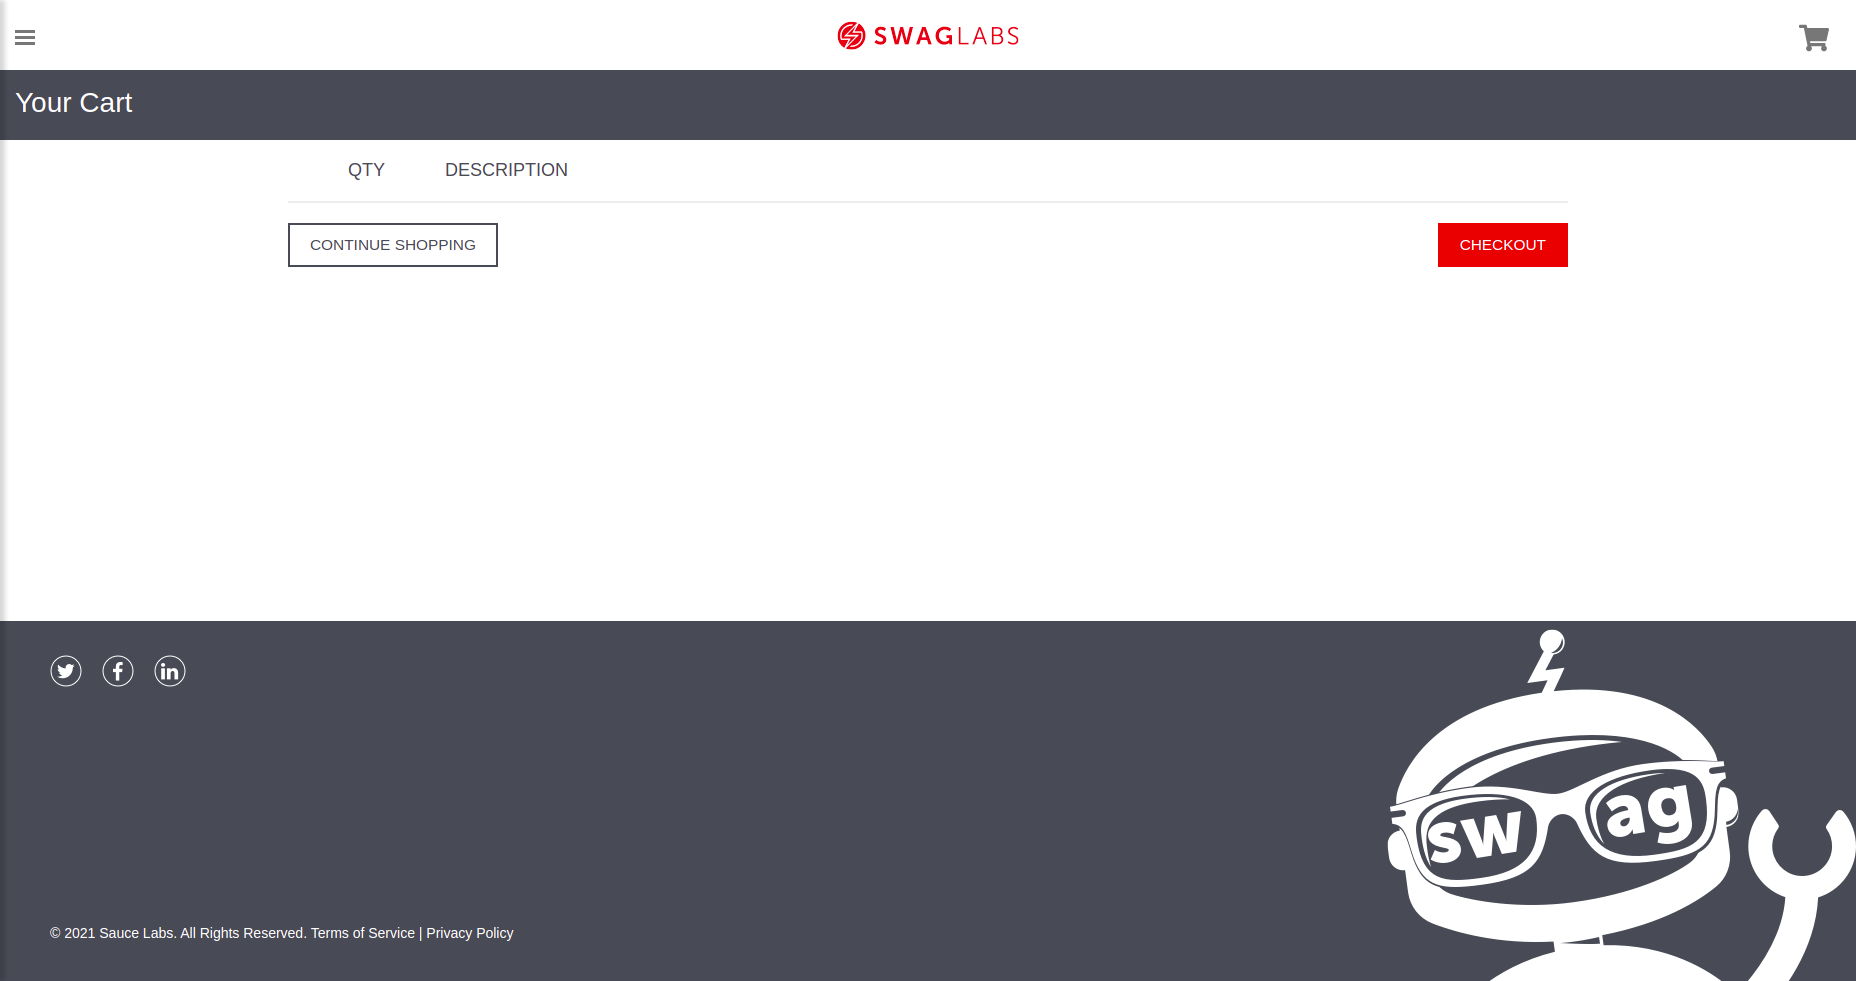 SWAGLABS
Your Cart
QTY DESCRIPTION
CONTINUE SHOPPING CHECKOUT
sw ag
© 2021 Sauce Labs. All Rights Reserved. Terms of Service | Privacy Policy